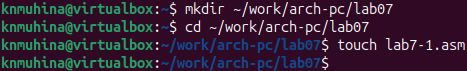 knmuhina@virtualbox:~$ mkdir ~/work/arch-pc/lab07
knmuhina@virtualbox:~$ cd ~/work/arch-pc/lab07
knmuhina@virtualbox:~/work/arch-pc/lab07$ touch lab7-1.asm
knmuhina@virtualbox:~/work/arch-pc/lab07$